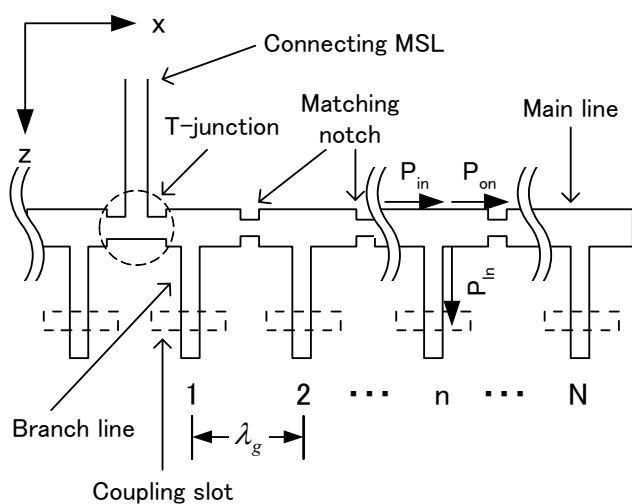 x
Connecting MSL
Matching
notch
T-junction
Main line
z
P_in
P_on
P_ln
1
2
···
n
···
N
Branch line
λ_g
Coupling slot